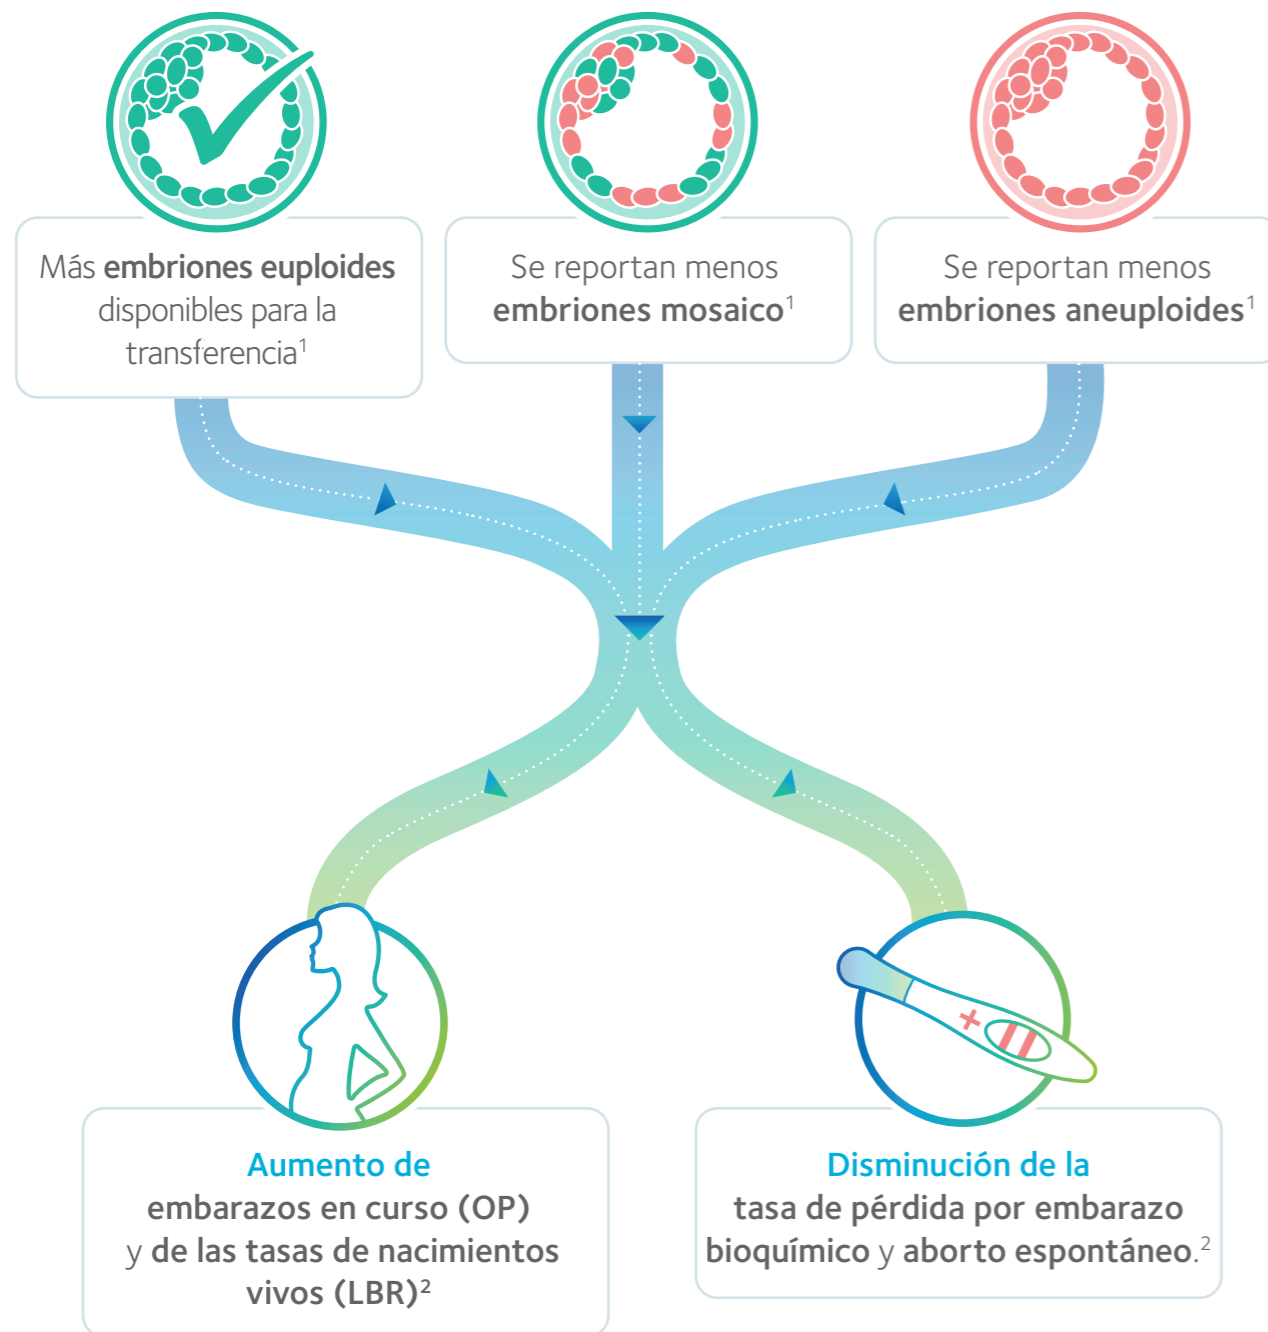 Más embriones euploides
disponibles para la
transferencia¹
Se reportan menos
embriones mosaico¹
Se reportan menos
embriones aneuploides¹
Aumento de
embarazos en curso (OP)
y de las tasas de nacimientos
vivos (LBR)²
Disminución de la
tasa de pérdida por embarazo
bioquímico y aborto espontáneo.²